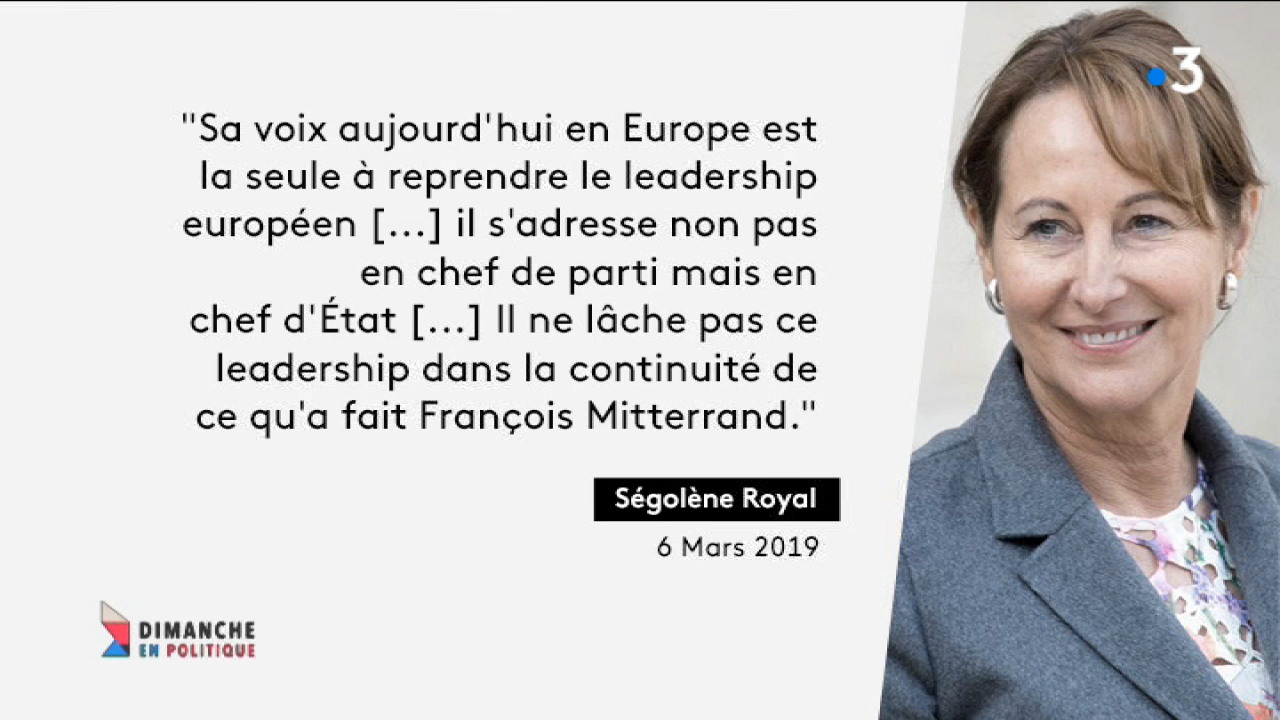 "Sa voix aujourd'hui en Europe est
la seule à reprendre le leadership
européen [...] il s'adresse non pas
en chef de parti mais en
chef d'État [...] Il ne lâche pas ce
leadership dans la continuité de
ce qu'a fait François Mitterrand."
Ségolène Royal
6 Mars 2019
DIMANCHE
EN POLITIQUE
3